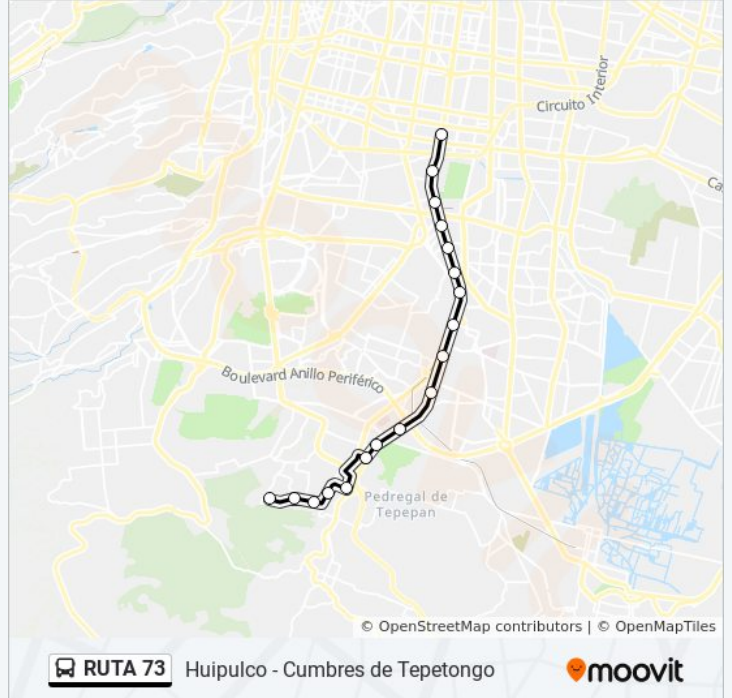 Circuito Interior
Ca
Boulevard Anillo Periférico
Pedregal de
Tepepan
© OpenStreetMap contributors | © OpenMapTiles
RUTA 73 Huipulco - Cumbres de Tepetongo moovit